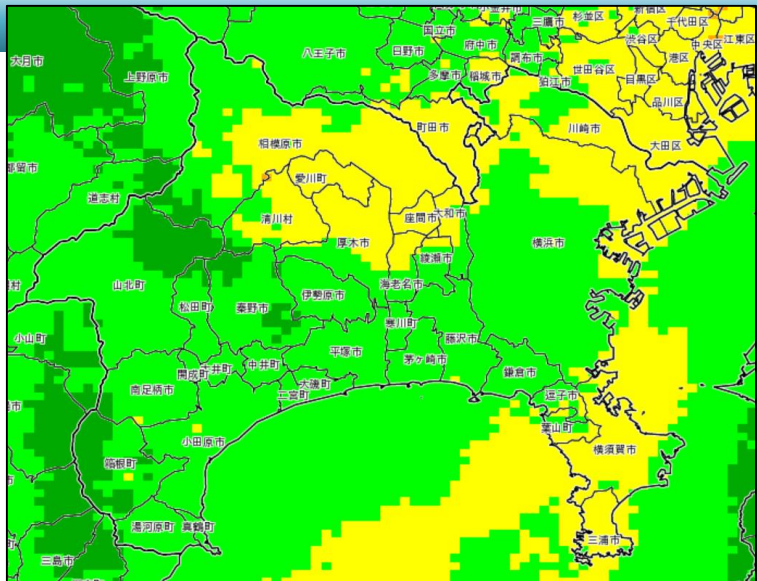 三鷹市
杉並区
新宿区
千代田区
国立市
渋谷区
中央区
江東区
府中市
日野市
八王子市
調布市
港区
大月市
上野原市
多摩市
稲城市
狛江市
世田谷区
目黒区
品川区
町田市
川崎市
相模原市
大田区
愛川町
道志村
清川村
座間市
大和市
厚木市
横浜市
綾瀬市
山北町
海老名市
伊勢原市
松田町
秦野市
寒川町
小山町
藤沢市
平塚市
茅ヶ崎市
大井町
中井町
開成町
鎌倉市
大磯町
南足柄市
二宮町
逗子市
葉山町
小田原市
横須賀市
箱根町
湯河原町
真鶴町
三浦市
三島市